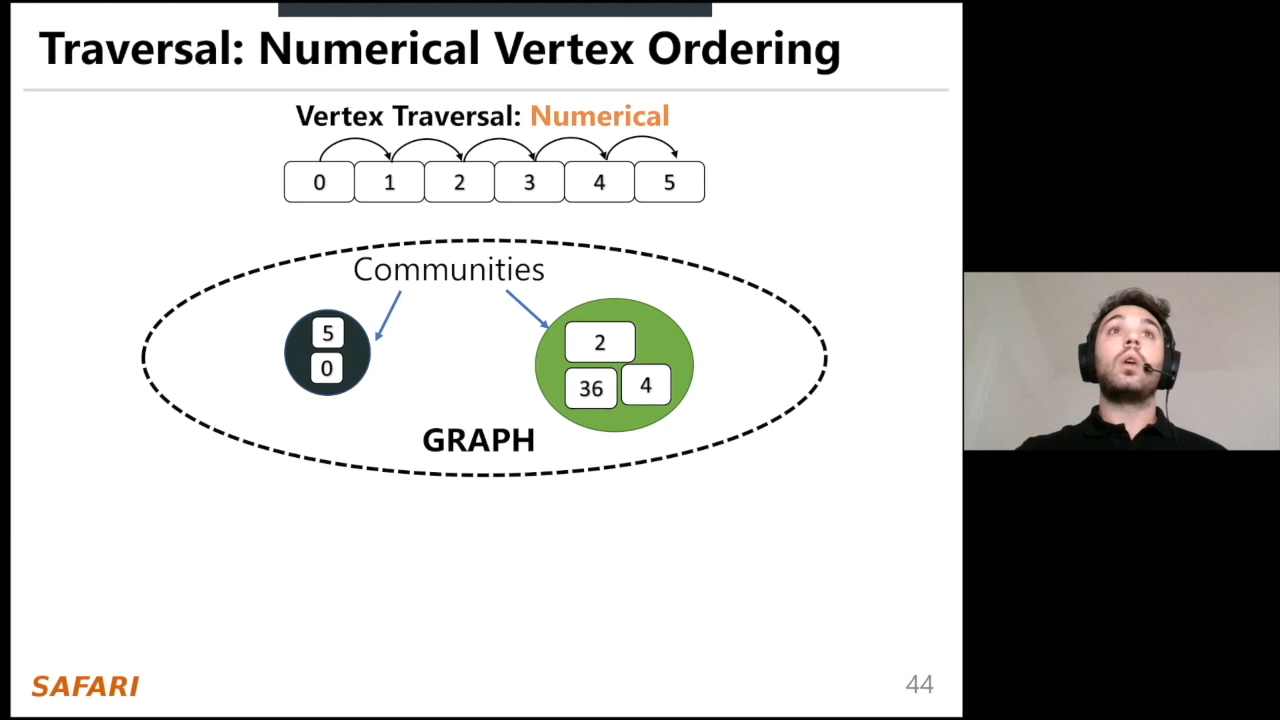 Traversal: Numerical Vertex Ordering
Vertex Traversal: Numerical
0 1 2 3 4 5
Communities
5
0
2
36 4
GRAPH
SAFARI
44